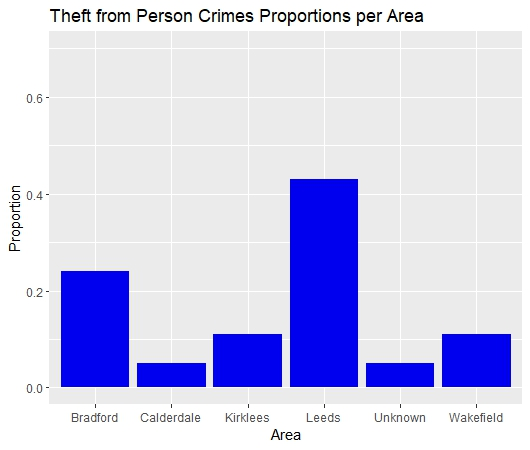 Theft from Person Crimes Proportions per Area
Proportion
0.6
0.4
0.2
0.0
Bradford Calderdale Kirklees Leeds Unknown Wakefield
Area